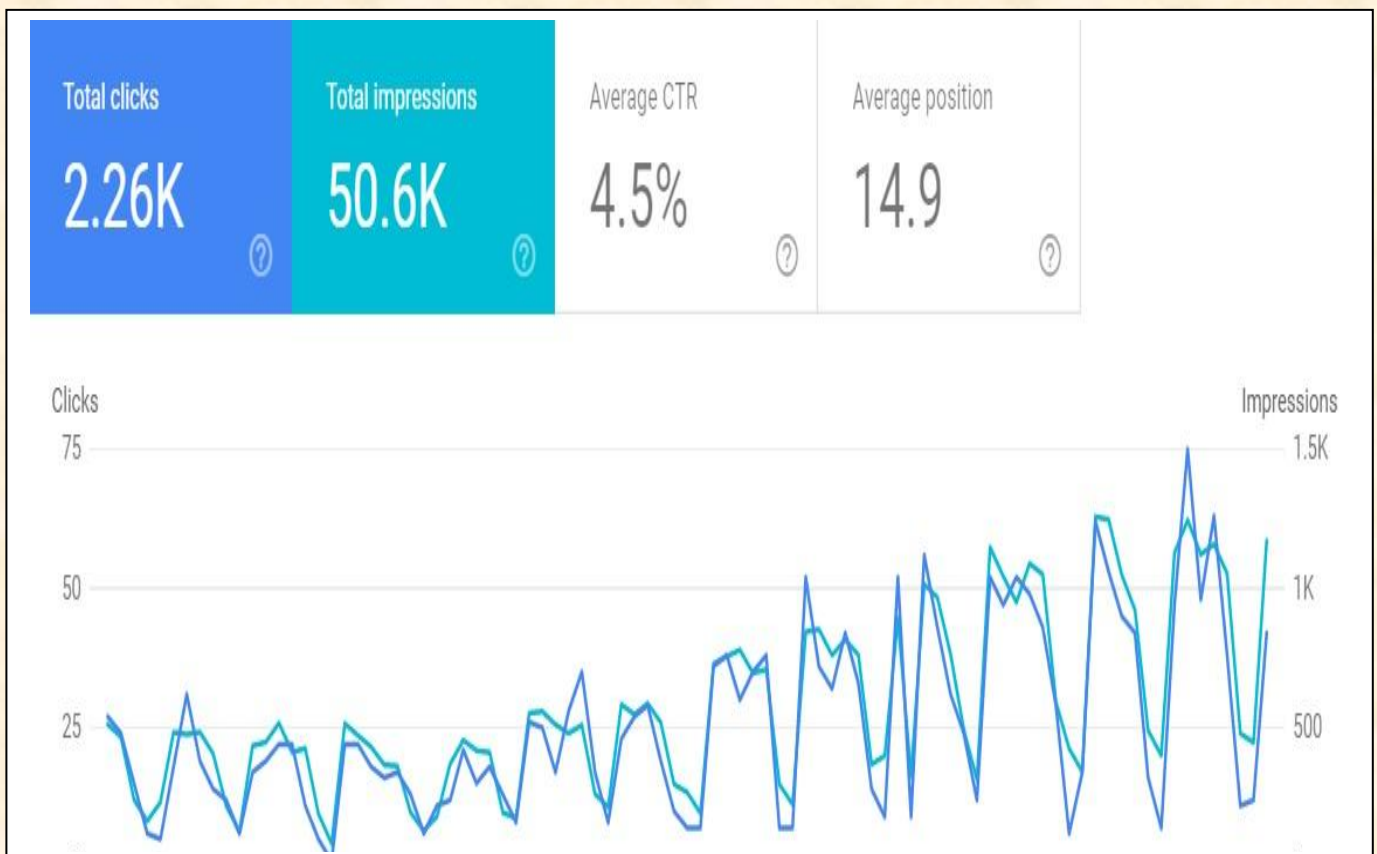 Total clicks Total impressions Average CTR Average position
2.26K 50.6K 4.5% 14.9
Clicks Impressions
75 1.5K
50 1K
25 500